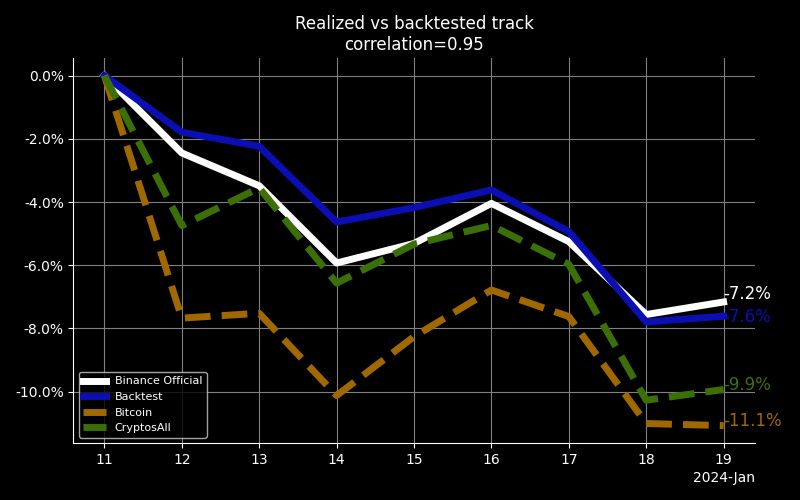 Realized vs backtested track
correlation=0.95
0.0%
-2.0%
-4.0%
-6.0%
-8.0%
-10.0%
-7.2%
-7.6%
-9.9%
-11.1%
Binance Official
Backtest
Bitcoin
CryptosAll
11 12 13 14 15 16 17 18 19
2024-Jan